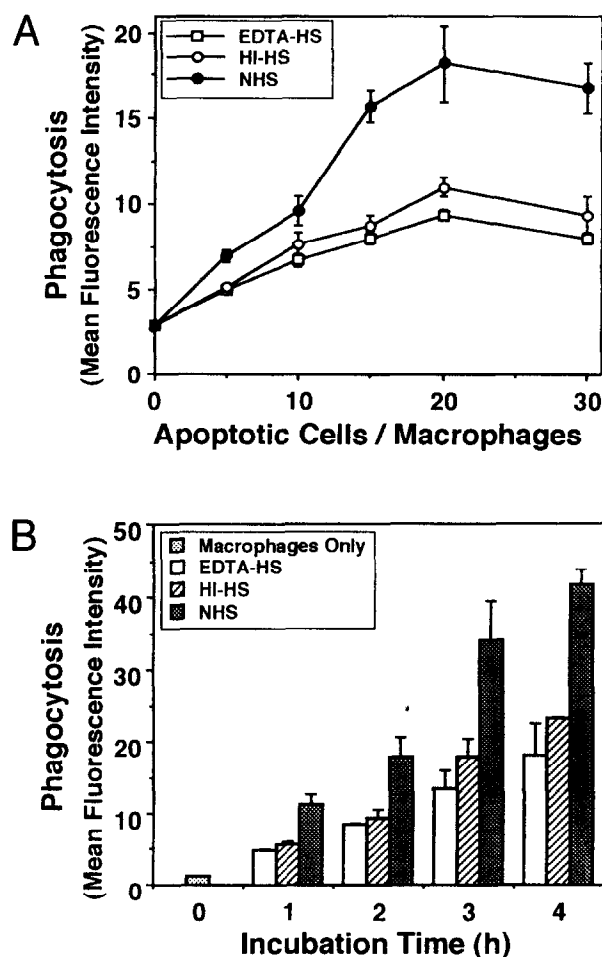 A
EDTA-HS
HI-HS
NHS
Phagocytosis
(Mean Fluorescence Intensity)
20
15
10
5
0
0 10 20 30
Apoptotic Cells / Macrophages
B
Macrophages Only
EDTA-HS
HI-HS
NHS
Phagocytosis
(Mean Fluorescence Intensity)
50
40
30
20
10
0
0 1 2 3 4
Incubation Time (h)